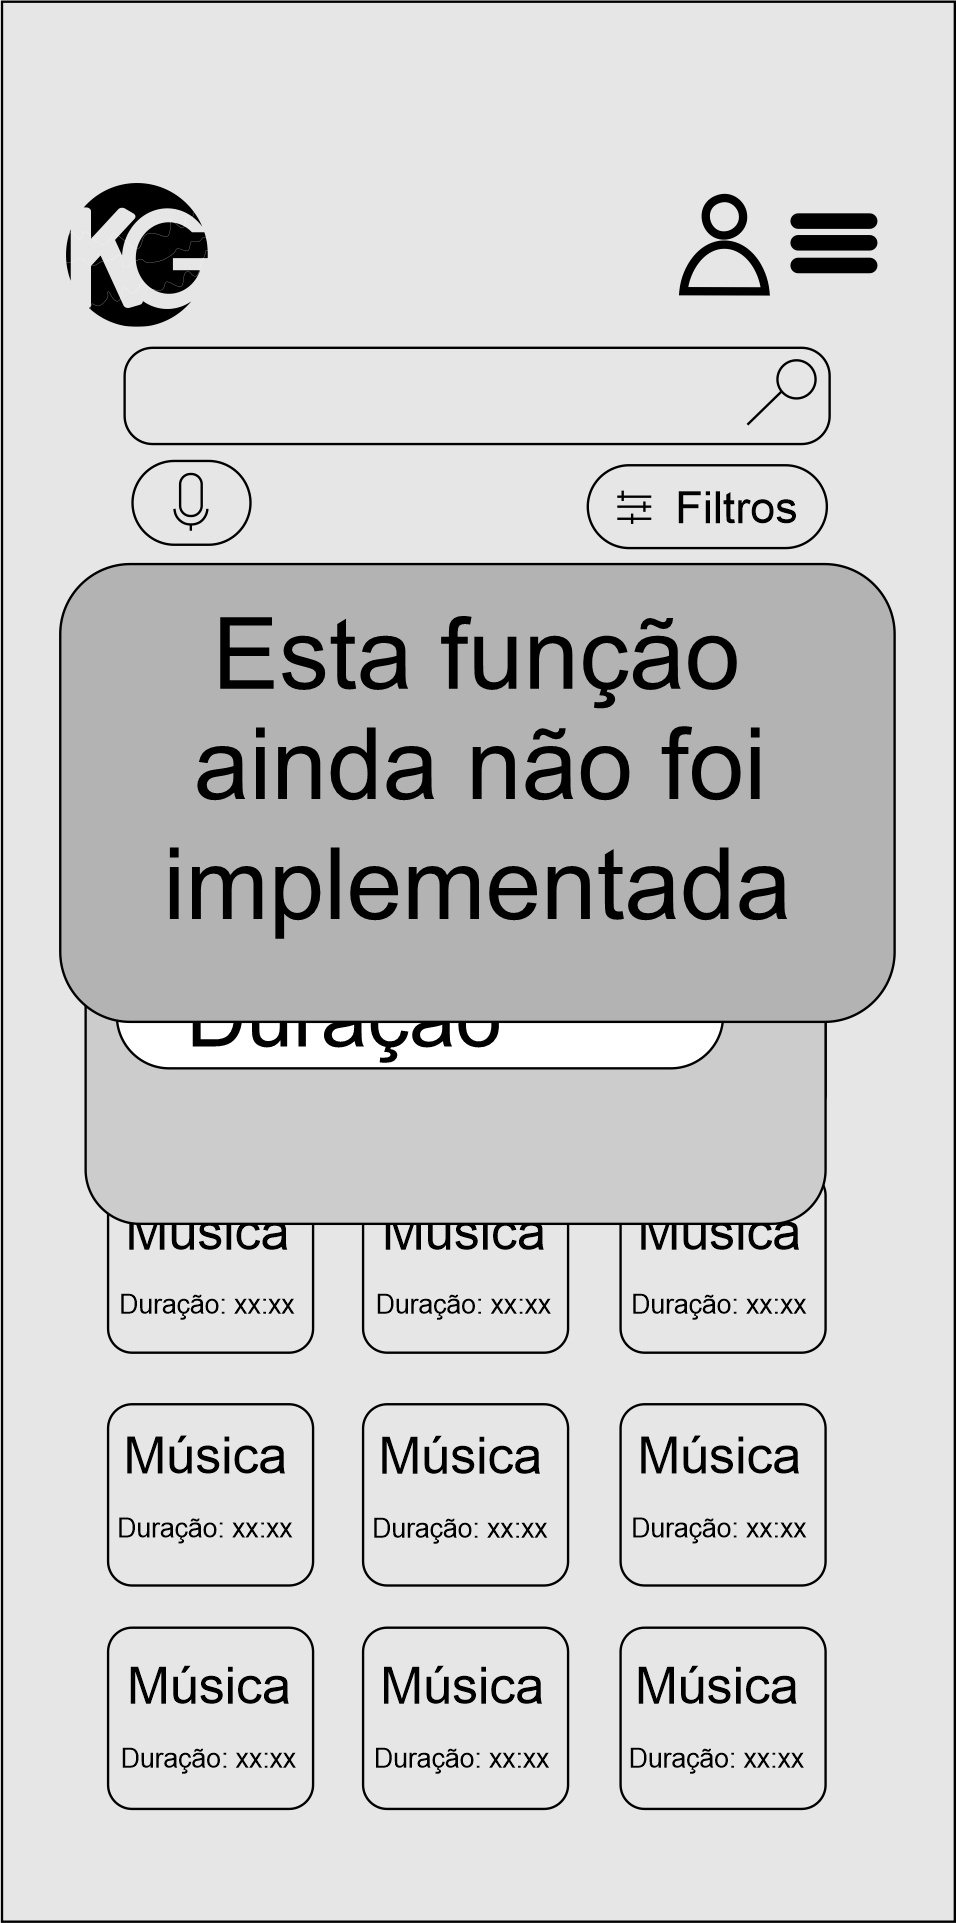 KG
Filtros
Esta função
ainda não foi
implementada
Duração
Música Música Música
Duração: xx:xx Duração: xx:xx Duração: xx:xx
Música Música Música
Duração: xx:xx Duração: xx:xx Duração: xx:xx
Música Música Música
Duração: xx:xx Duração: xx:xx Duração: xx:xx